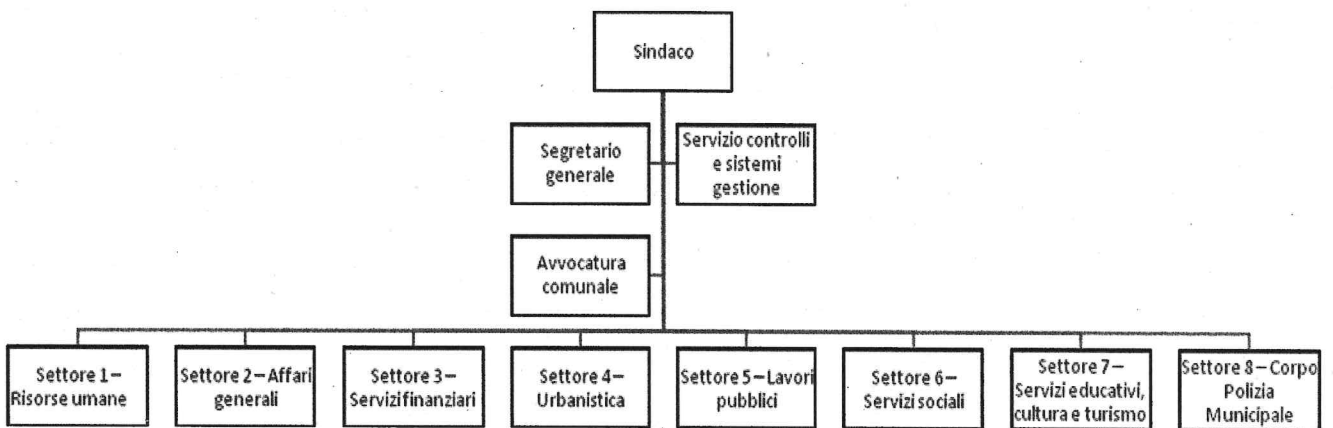 Sindaco
Segretario
generale
Servizio controlli
e sistemi
gestione
Avvocatura
comunale
Settore 1–
Risorse umane
Settore 2–Affari
generali
Settore 3–
Servizi finanziari
Settore 4–
Urbanistica
Settore 5–Lavori
pubblici
Settore 6–
Servizi sociali
Settore 7–
Servizi educativi,
cultura e turismo
Settore 8–Corpo
Polizia
Municipale